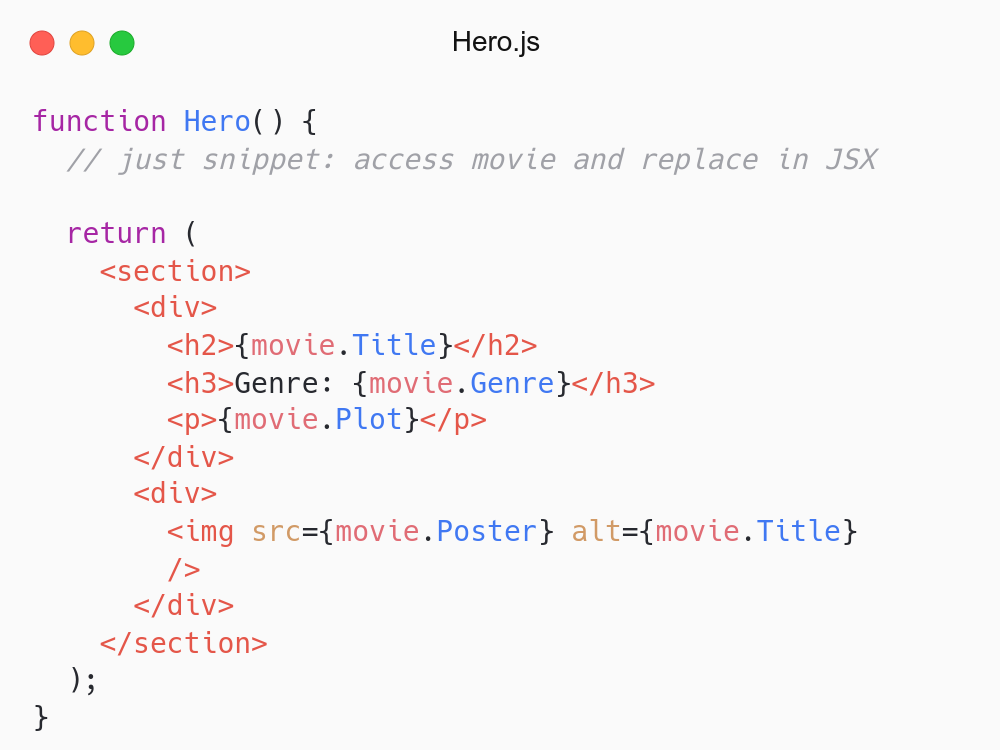 Hero.js
function Hero() {
  // just snippet: access movie and replace in JSX

  return (
    <section>
      <div>
        <h2>{movie.Title}</h2>
        <h3>Genre: {movie.Genre}</h3>
        <p>{movie.Plot}</p>
      </div>
      <div>
        <img src={movie.Poster} alt={movie.Title}
        />
      </div>
    </section>
  );
}